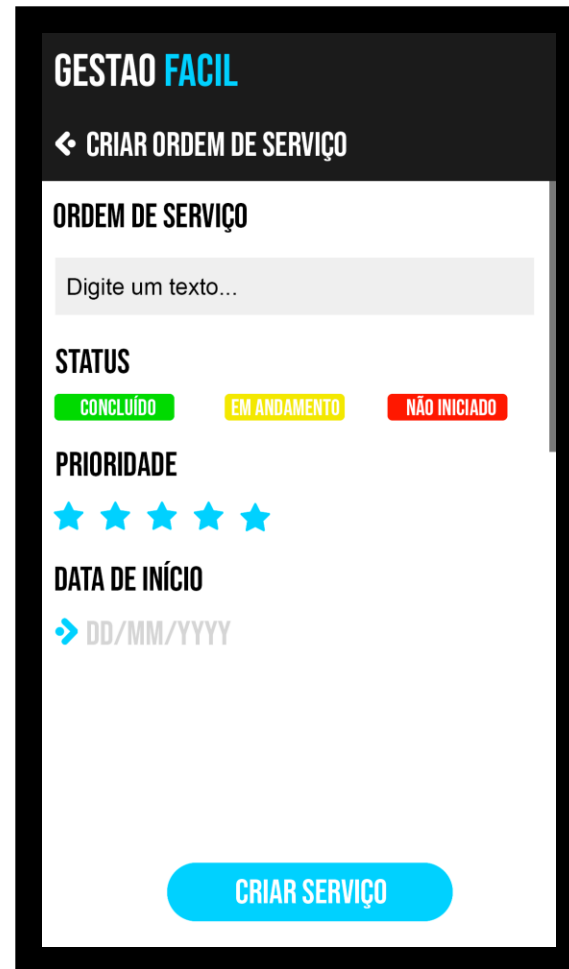 GESTAO FACIL
CRIAR ORDEM DE SERVIÇO
ORDEM DE SERVIÇO
Digite um texto...
STATUS
CONCLUÍDO EM ANDAMENTO NÃO INICIADO
PRIORIDADE
DATA DE INÍCIO
DD/MM/YYYY
CRIAR SERVIÇO